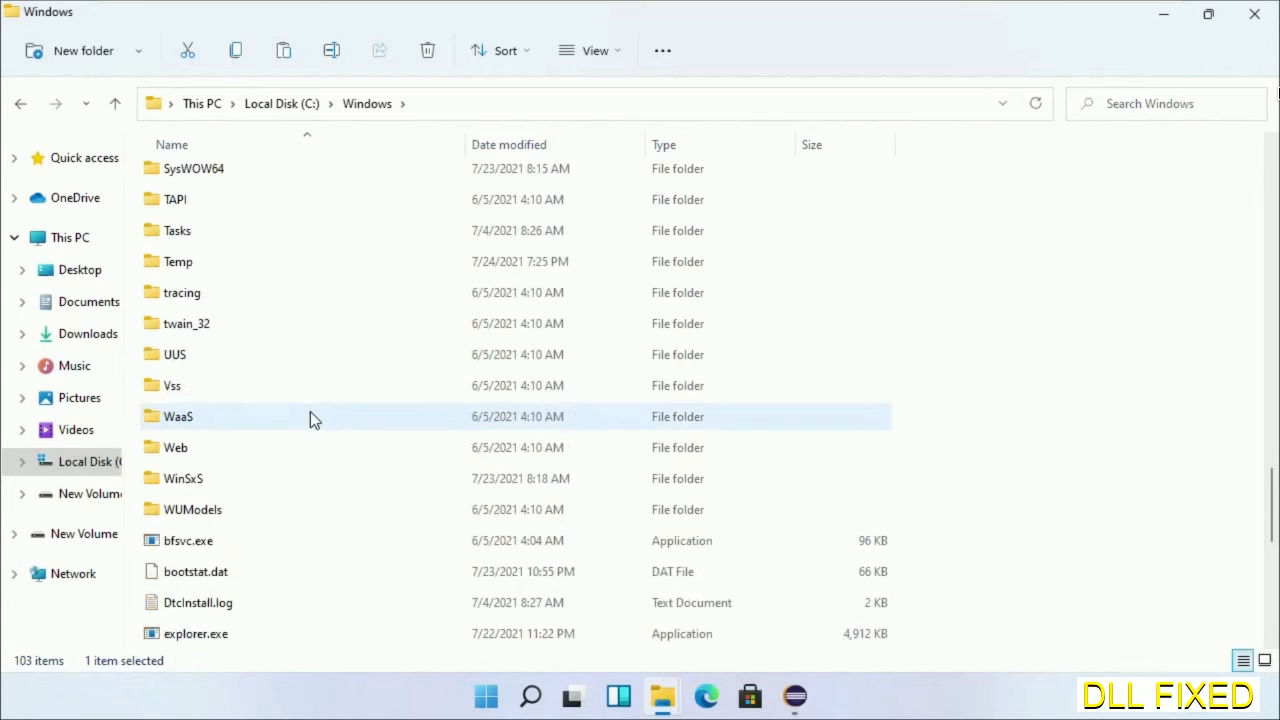 Windows
New folder Sort View
This PC Local Disk (C:) Windows Search Windows
Name Date modified Type Size
Quick access
OneDrive
This PC
Desktop
Documents
Downloads
Music
Pictures
Videos
Local Disk (
New Volum
New Volume
Network
SysWOW64 7/23/2021 8:15 AM File folder
TAPI 6/5/2021 4:10 AM File folder
Tasks 7/4/2021 8:26 AM File folder
Temp 7/24/2021 7:25 PM File folder
tracing 6/5/2021 4:10 AM File folder
twain_32 6/5/2021 4:10 AM File folder
UUS 6/5/2021 4:10 AM File folder
Vss 6/5/2021 4:10 AM File folder
WaaS 6/5/2021 4:10 AM File folder
Web 6/5/2021 4:10 AM File folder
WinSxS 7/23/2021 8:18 AM File folder
WUModels 6/5/2021 4:10 AM File folder
bfsvc.exe 6/5/2021 4:04 AM Application 96 KB
bootstat.dat 7/23/2021 10:55 PM DAT File 66 KB
DtcInstall.log 7/4/2021 8:27 AM Text Document 2 KB
explorer.exe 7/22/2021 11:22 PM Application 4,912 KB
103 items 1 item selected
DLL FIXED